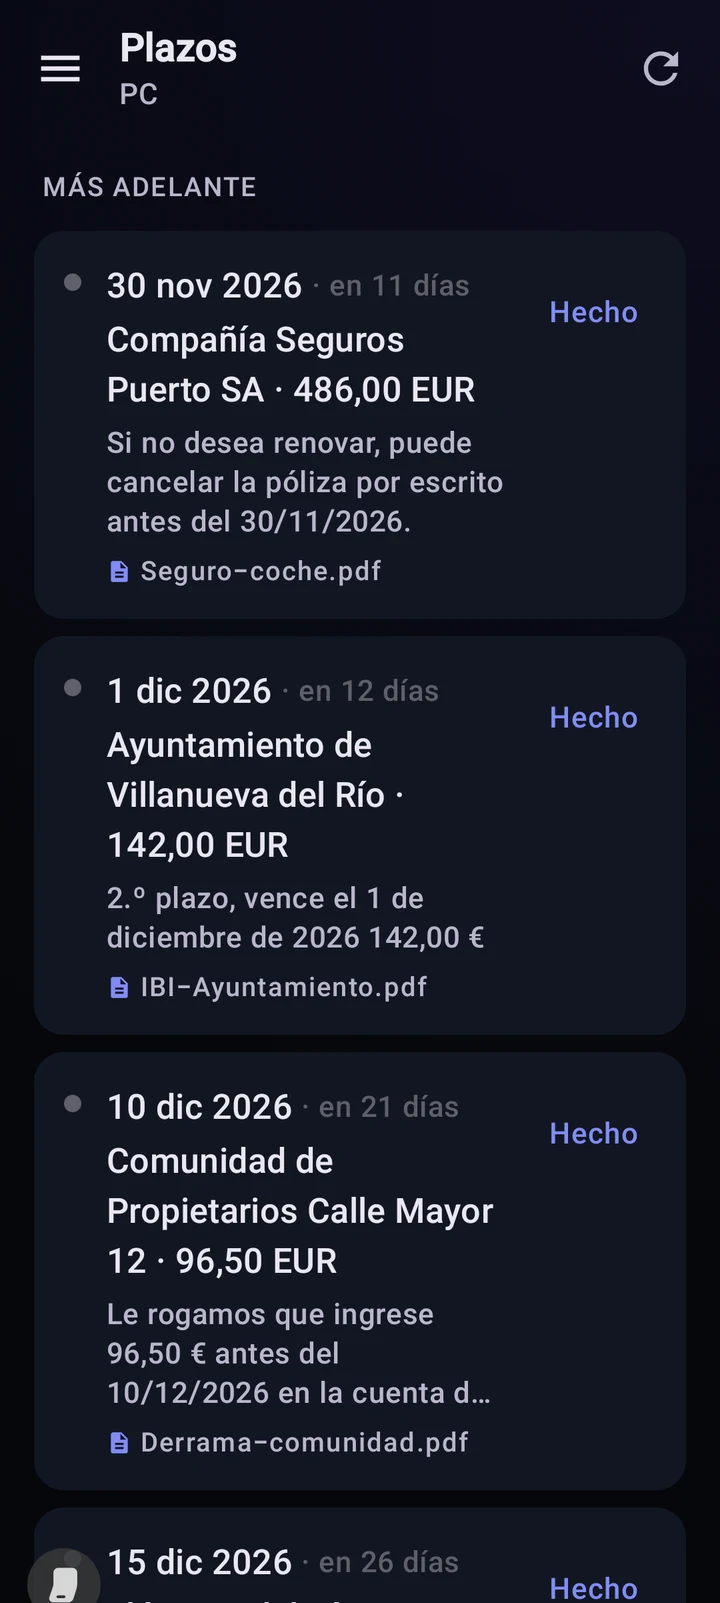 Plazos
PC
MÁS ADELANTE
30 nov 2026 · en 11 días
Hecho
Compañía Seguros
Puerto SA · 486,00 EUR
Si no desea renovar, puede
cancelar la póliza por escrito
antes del 30/11/2026.
Seguro-coche.pdf
1 dic 2026 · en 12 días
Hecho
Ayuntamiento de
Villanueva del Río ·
142,00 EUR
2.º plazo, vence el 1 de
diciembre de 2026 142,00 €
IBI-Ayuntamiento.pdf
10 dic 2026 · en 21 días
Hecho
Comunidad de
Propietarios Calle Mayor
12 · 96,50 EUR
Le rogamos que ingrese
96,50 € antes del
10/12/2026 en la cuenta d…
Derrama-comunidad.pdf
15 dic 2026 · en 26 días
Hecho